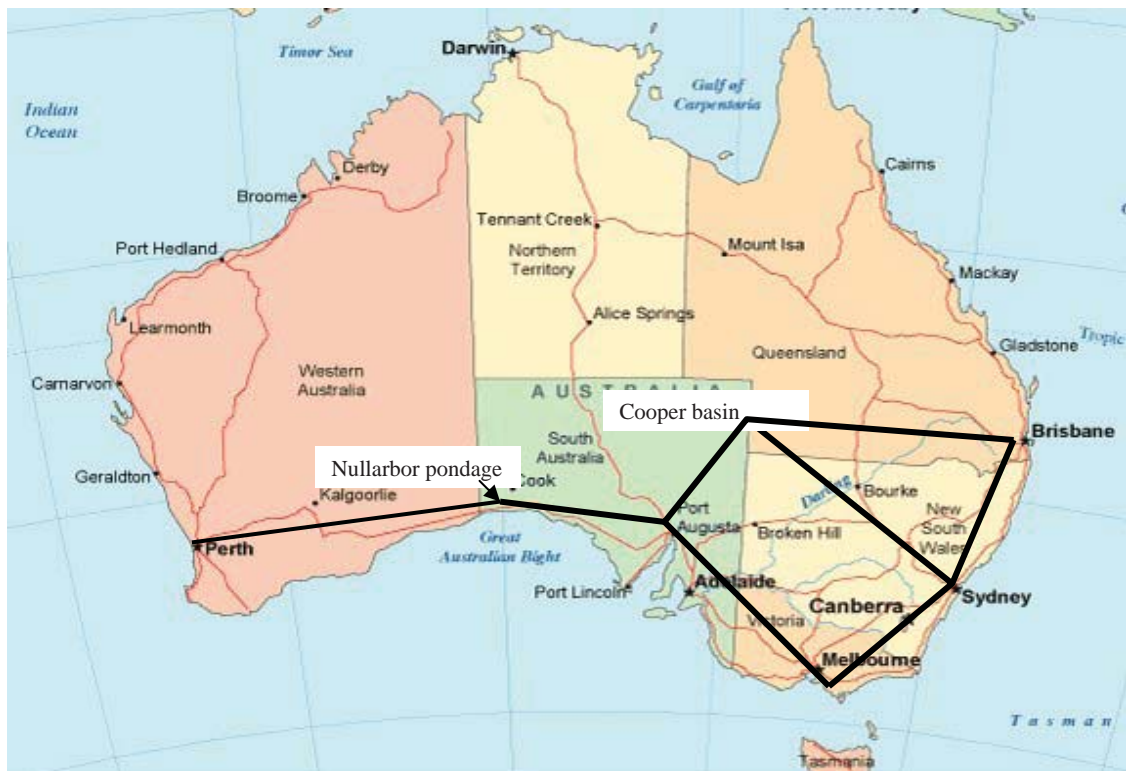 Timor Sea
Darwin
Gulf of
Carpentaria
Indian
Ocean
Derby
Broome
Cairns
Tennant Creek
Port Hedland
Northern
Territory
Mount Isa
Mackay
Learmonth
Alice Springs
Tropic
Gladstone
Queensland
Carnarvon
Western
Australia
Cooper basin
South
Australia
Brisbane
Nullarbor pondage
Geraldton
Cook
Kalgoorlie
Darling
Bourke
Port
Augusta
New
South
Wales
Broken Hill
Perth
Great
Australian Bight
Port Lincoln
Adelaide
Sydney
Canberra
Victoria
Melbourne
Tasman
Tasmania